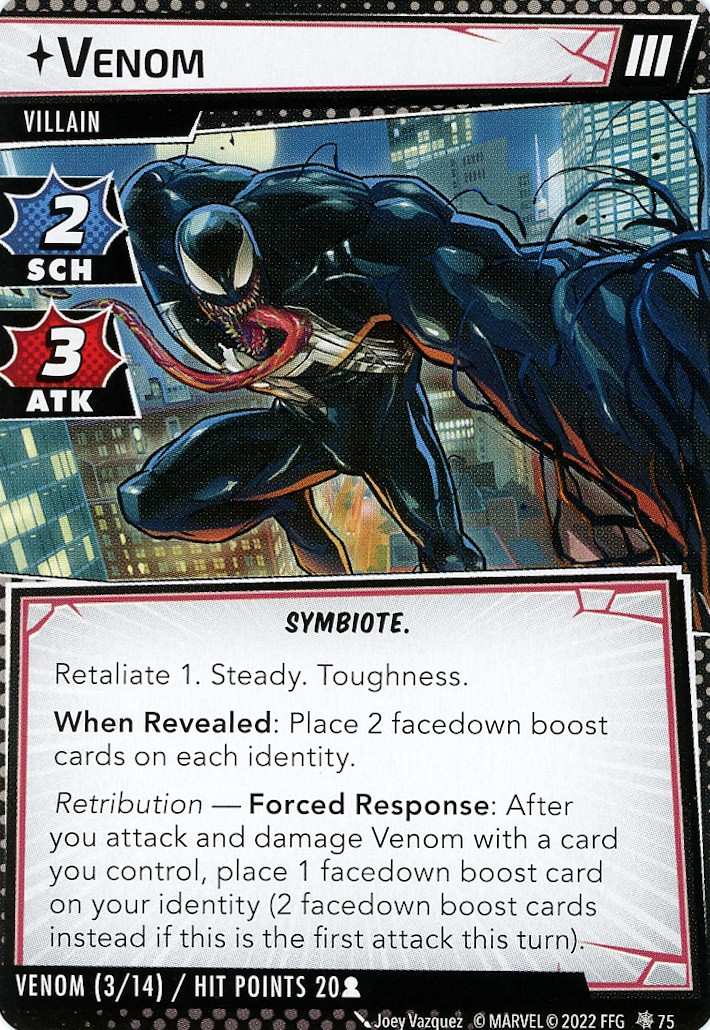 VENOM
III
VILLAIN
2
SCH
3
ATK
SYMBIOTE.
Retaliate 1. Steady. Toughness.
When Revealed: Place 2 facedown boost
cards on each identity.
Retribution — Forced Response: After
you attack and damage Venom with a card
you control, place 1 facedown boost card
on your identity (2 facedown boost cards
instead if this is the first attack this turn).
VENOM (3/14) / HIT POINTS 20
Joey Vazquez © MARVEL © 2022 FFG 75